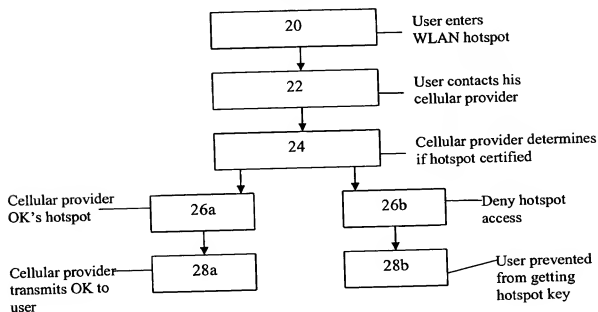 20
User enters
WLAN hotspot
22
User contacts his
cellular provider
24
Cellular provider determines
if hotspot certified
Cellular provider
OK's hotspot
26a
26b
Deny hotspot
access
Cellular provider
transmits OK to
user
28a
28b
User prevented
from getting
hotspot key